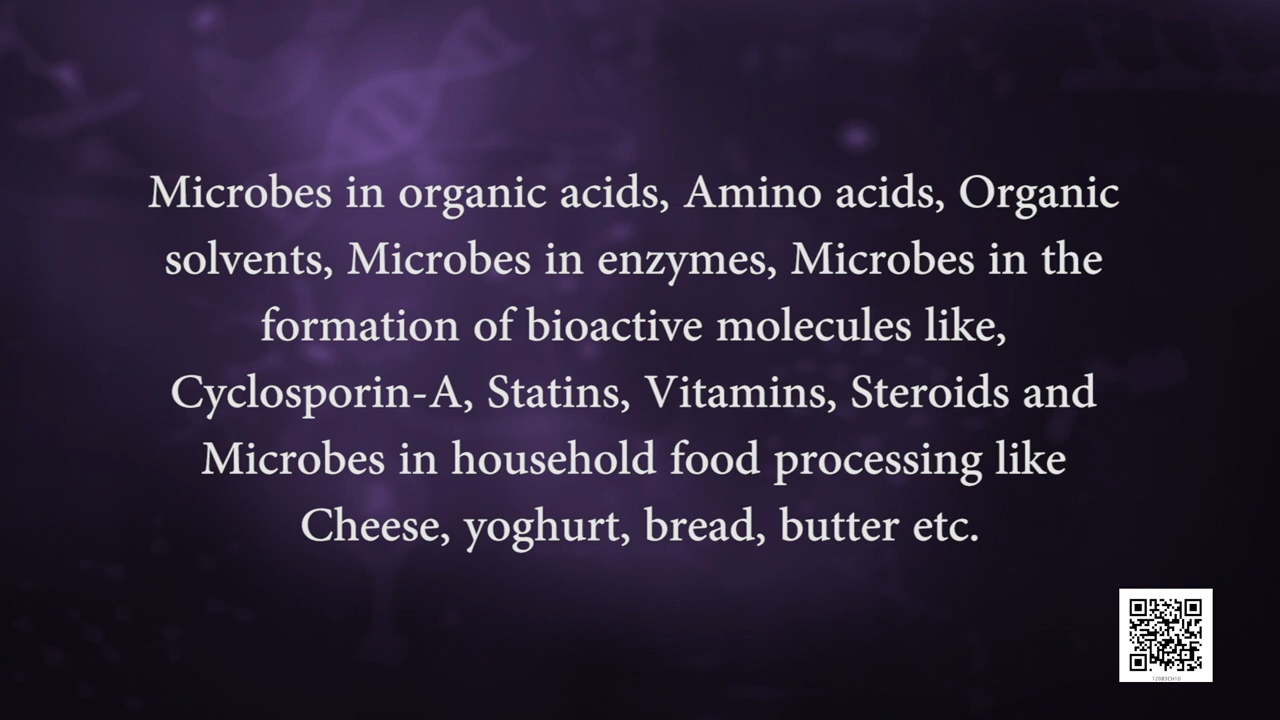 Microbes in organic acids, Amino acids, Organic
solvents, Microbes in enzymes, Microbes in the
formation of bioactive molecules like,
Cyclosporin-A, Statins, Vitamins, Steroids and
Microbes in household food processing like
Cheese, yoghurt, bread, butter etc.